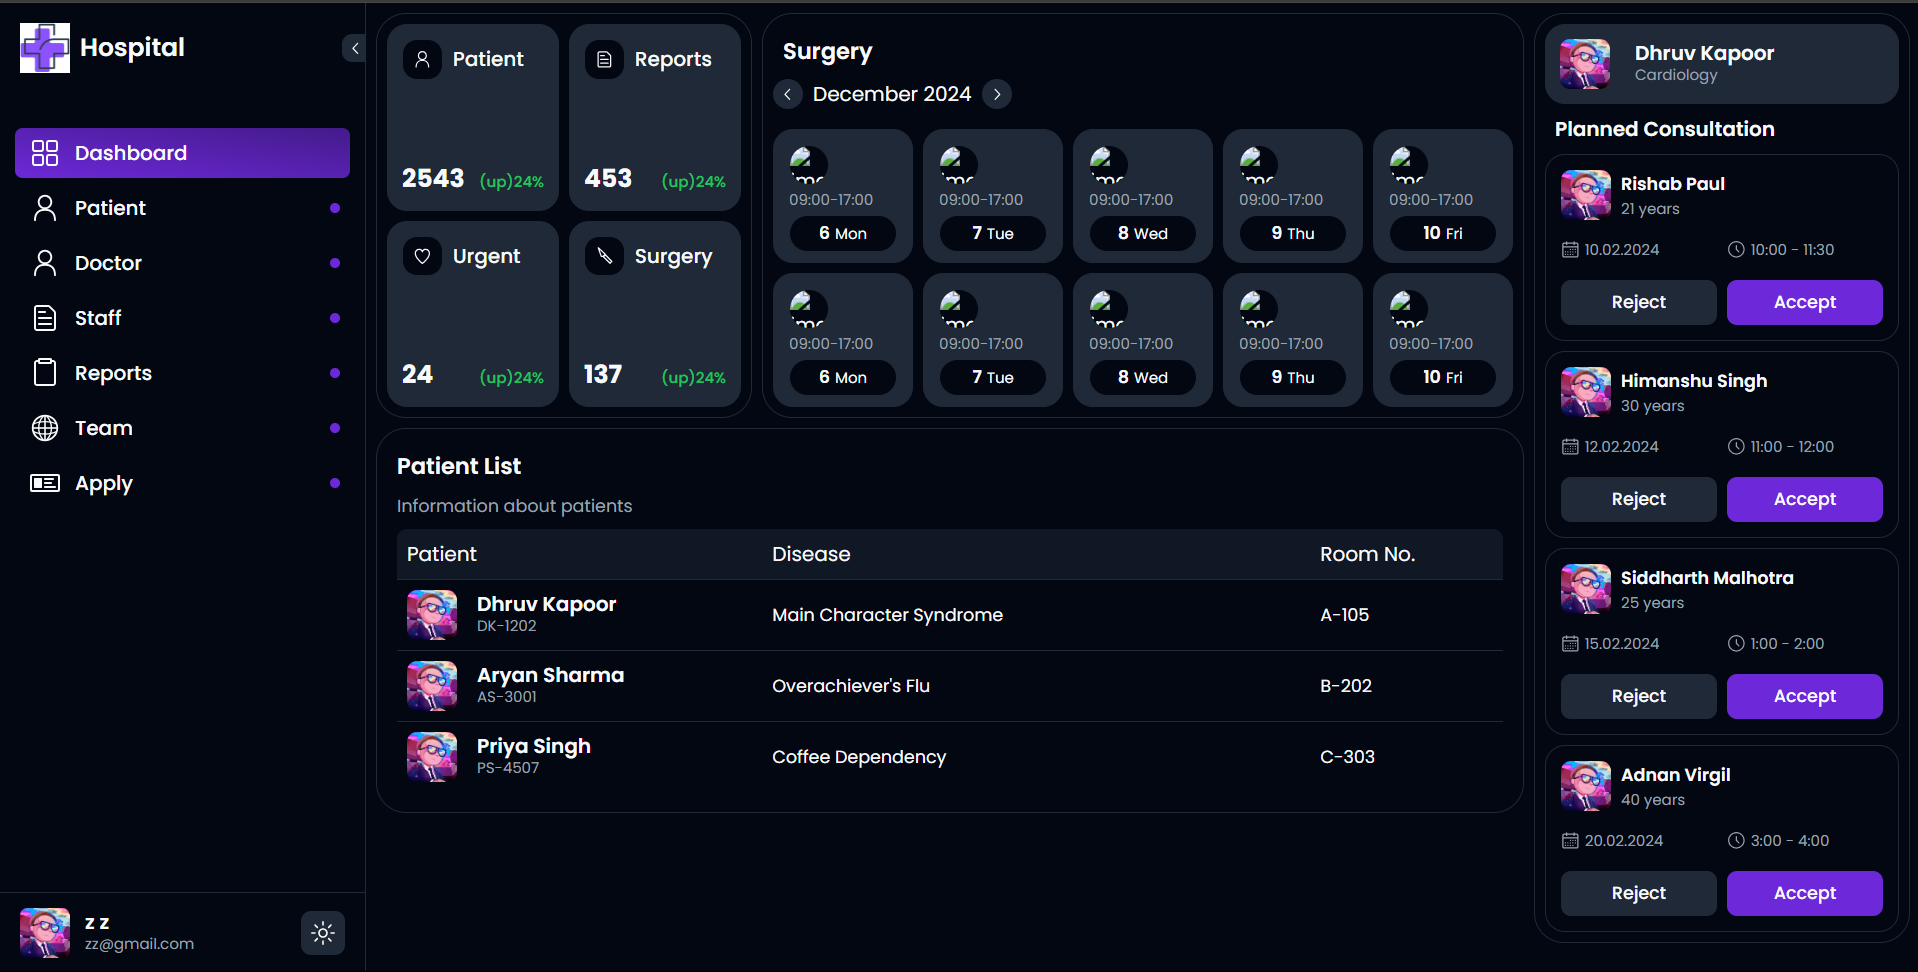 Hospital
Dashboard
Patient
Doctor
Staff
Reports
Team
Apply
z z
zz@gmail.com
Patient
2543 (up)24%
Reports
453 (up)24%
Urgent
24 (up)24%
Surgery
137 (up)24%
Surgery
December 2024
09:00-17:00
6 Mon
09:00-17:00
7 Tue
09:00-17:00
8 Wed
09:00-17:00
9 Thu
09:00-17:00
10 Fri
09:00-17:00
6 Mon
09:00-17:00
7 Tue
09:00-17:00
8 Wed
09:00-17:00
9 Thu
09:00-17:00
10 Fri
Patient List
Information about patients
Patient Disease Room No.
Dhruv Kapoor
DK-1202
Main Character Syndrome
A-105
Aryan Sharma
AS-3001
Overachiever's Flu
B-202
Priya Singh
PS-4507
Coffee Dependency
C-303
Dhruv Kapoor
Cardiology
Planned Consultation
Rishab Paul
21 years
10.02.2024 10:00 - 11:30
Reject Accept
Himanshu Singh
30 years
12.02.2024 11:00 - 12:00
Reject Accept
Siddharth Malhotra
25 years
15.02.2024 1:00 - 2:00
Reject Accept
Adnan Virgil
40 years
20.02.2024 3:00 - 4:00
Reject Accept